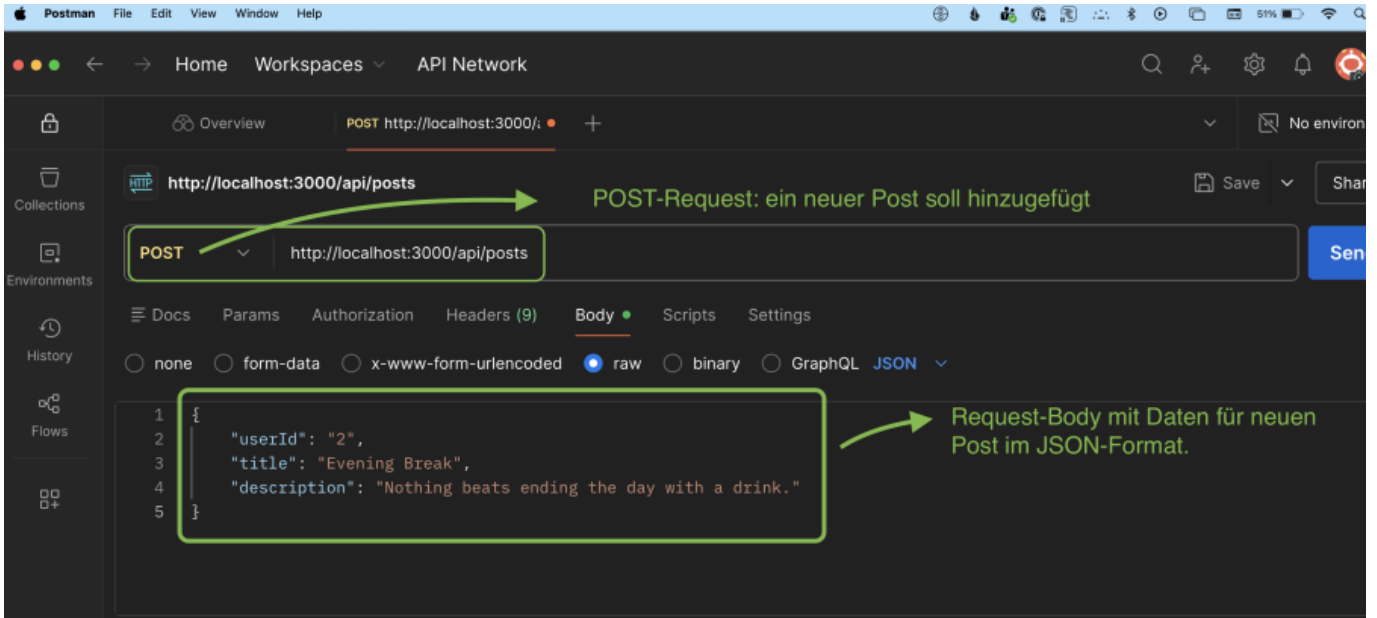 Postman File Edit View Window Help 51%
Home Workspaces API Network
Overview POST http://localhost:3000/a No environ
HTTP http://localhost:3000/api/posts Save Shar
POST-Request: ein neuer Post soll hinzugefügt
POST http://localhost:3000/api/posts Sen
Collections
Environments
History
Flows
Docs Params Authorization Headers (9) Body Scripts Settings
none form-data x-www-form-urlencoded raw binary GraphQL JSON
1 {
2 "userId": "2",
3 "title": "Evening Break",
4 "description": "Nothing beats ending the day with a drink."
5 }
Request-Body mit Daten für neuen
Post im JSON-Format.